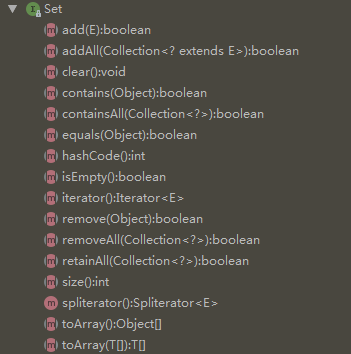 Set
add(E):boolean
addAll(Collection<? extends E>):boolean
clear():void
contains(Object):boolean
containsAll(Collection<?>):boolean
equals(Object):boolean
hashCode():int
isEmpty():boolean
iterator():Iterator<E>
remove(Object):boolean
removeAll(Collection<?>):boolean
retainAll(Collection<?>):boolean
size():int
spliterator():Spliterator<E>
toArray():Object[]
toArray(T[]):T[]